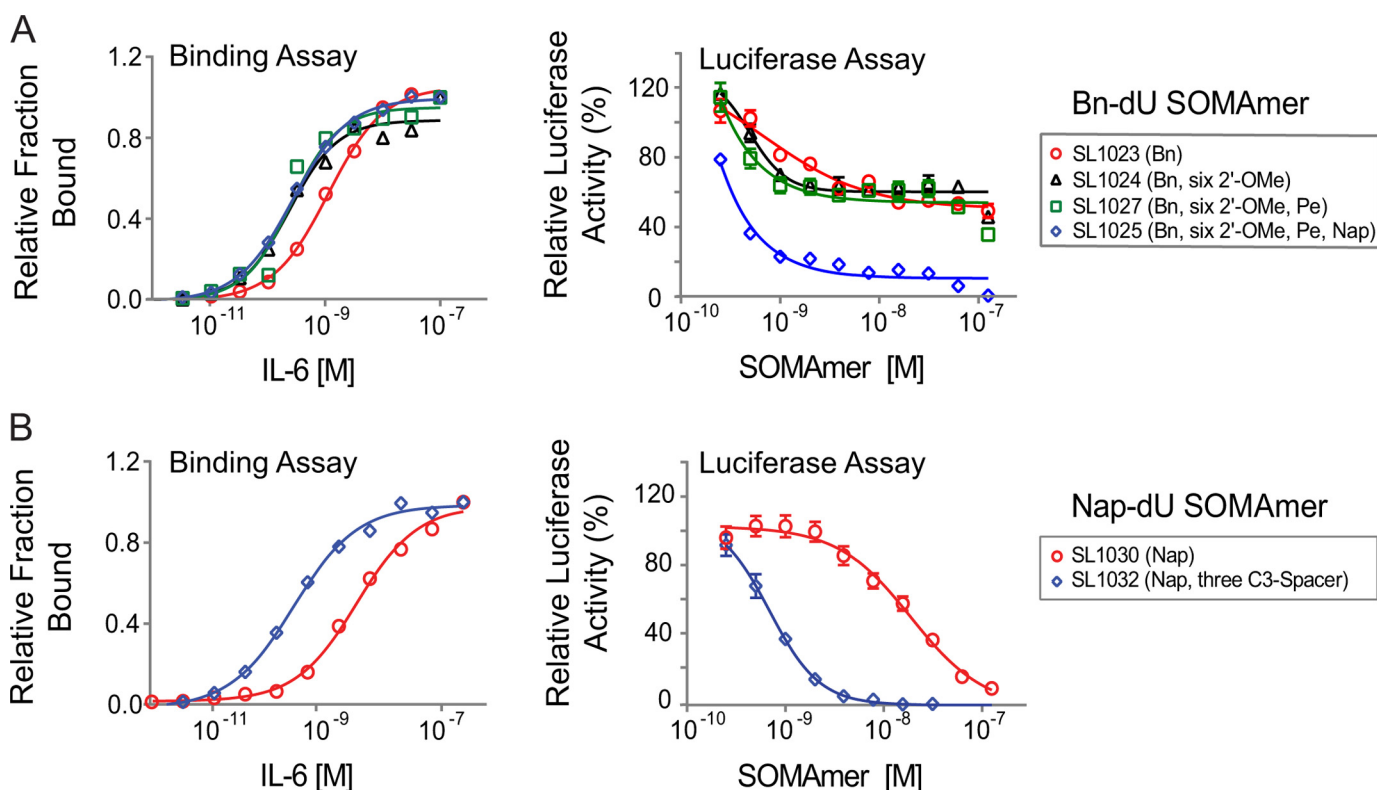 A
Binding Assay
Relative Fraction
Bound
1.2
0.8
0.4
0.0
10-11
10-9
10-7
IL-6 [M]
Luciferase Assay
Relative Luciferase
Activity (%)
120
80
60
40
0
10-10
10-9
10-8
10-7
SOMAmer [M]
Bn-dU SOMAmer
SL1023 (Bn)
SL1024 (Bn, six 2'-OMe)
SL1027 (Bn, six 2'-OMe, Pe)
SL1025 (Bn, six 2'-OMe, Pe, Nap)
B
Binding Assay
Relative Fraction
Bound
1.2
0.8
0.4
0.0
10-11
10-9
10-7
IL-6 [M]
Luciferase Assay
Relative Luciferase
Activity (%)
120
80
40
0
10-10
10-9
10-8
10-7
SOMAmer [M]
Nap-dU SOMAmer
SL1030 (Nap)
SL1032 (Nap, three C3-Spacer)